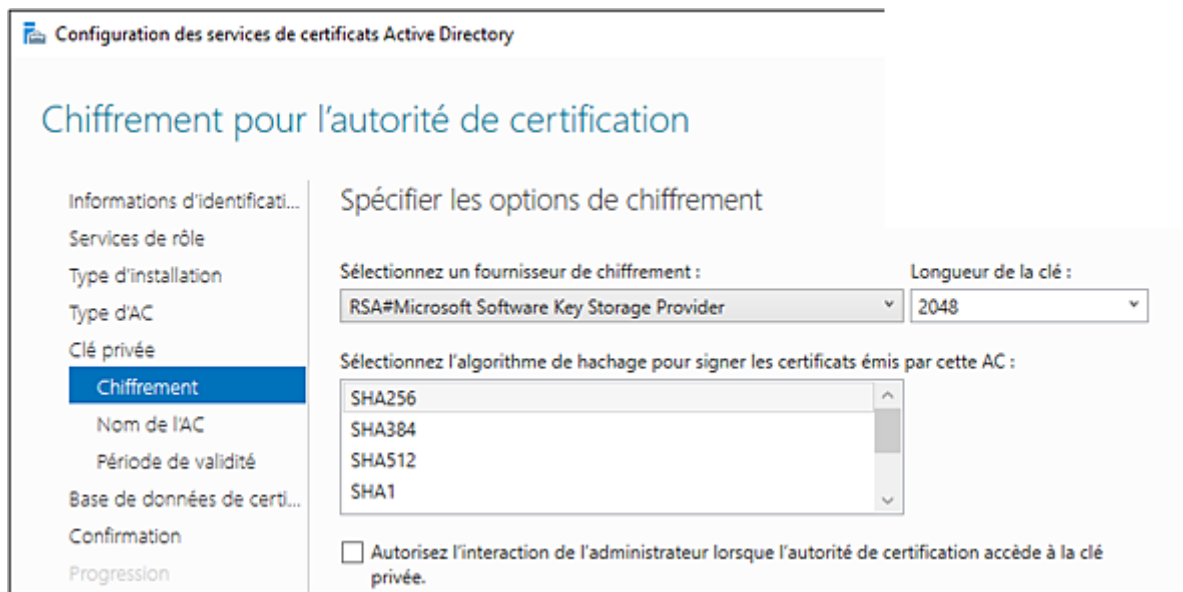 Configuration des services de certificats Active Directory
Chiffrement pour l'autorité de certification
Informations d'identificati...
Services de rôle
Type d'installation
Type d'AC
Clé privée
Chiffrement
Nom de l'AC
Période de validité
Base de données de certi...
Confirmation
Progression
Spécifier les options de chiffrement
Sélectionnez un fournisseur de chiffrement :
Longueur de la clé :
RSA#Microsoft Software Key Storage Provider
2048
Sélectionnez l'algorithme de hachage pour signer les certificats émis par cette AC :
SHA256
SHA384
SHA512
SHA1
Autorisez l'interaction de l'administrateur lorsque l'autorité de certification accède à la clé
privée.